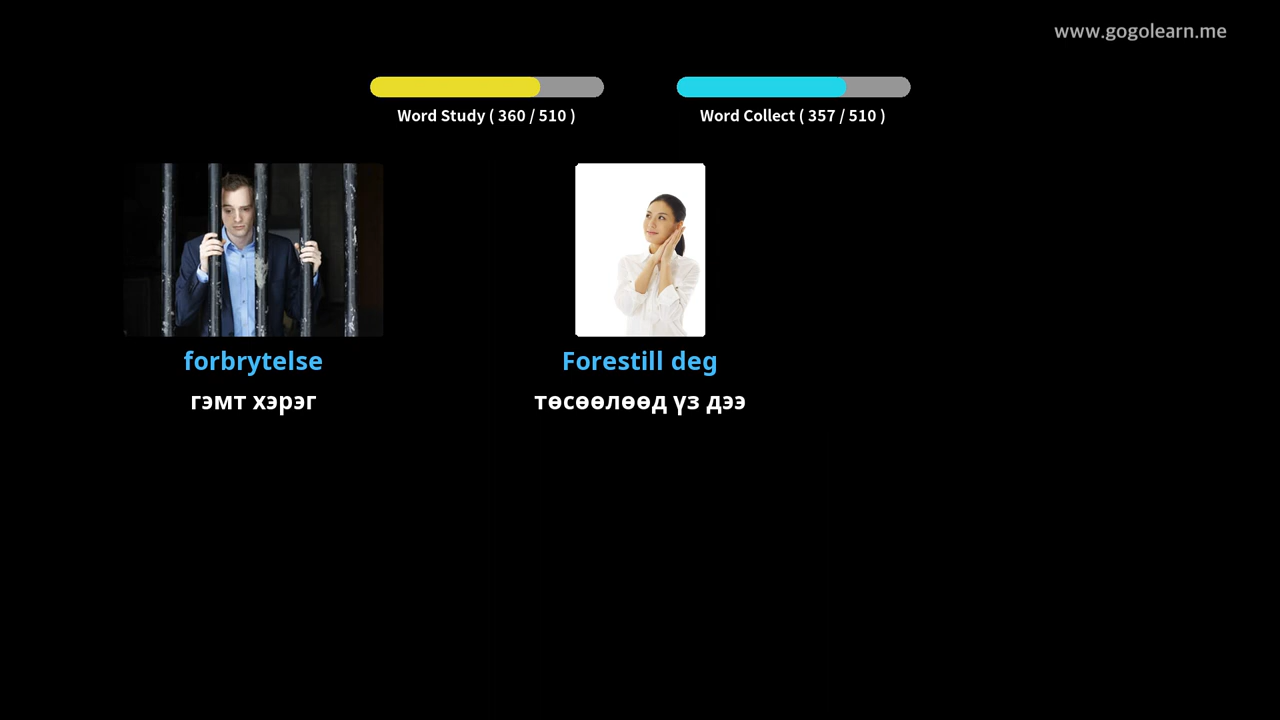 www.gogolearn.me
Word Study ( 360 / 510 )
Word Collect ( 357 / 510 )
forbrytelse
гэмт хэрэг
Forestill deg
төсөөлөөд үз дээ